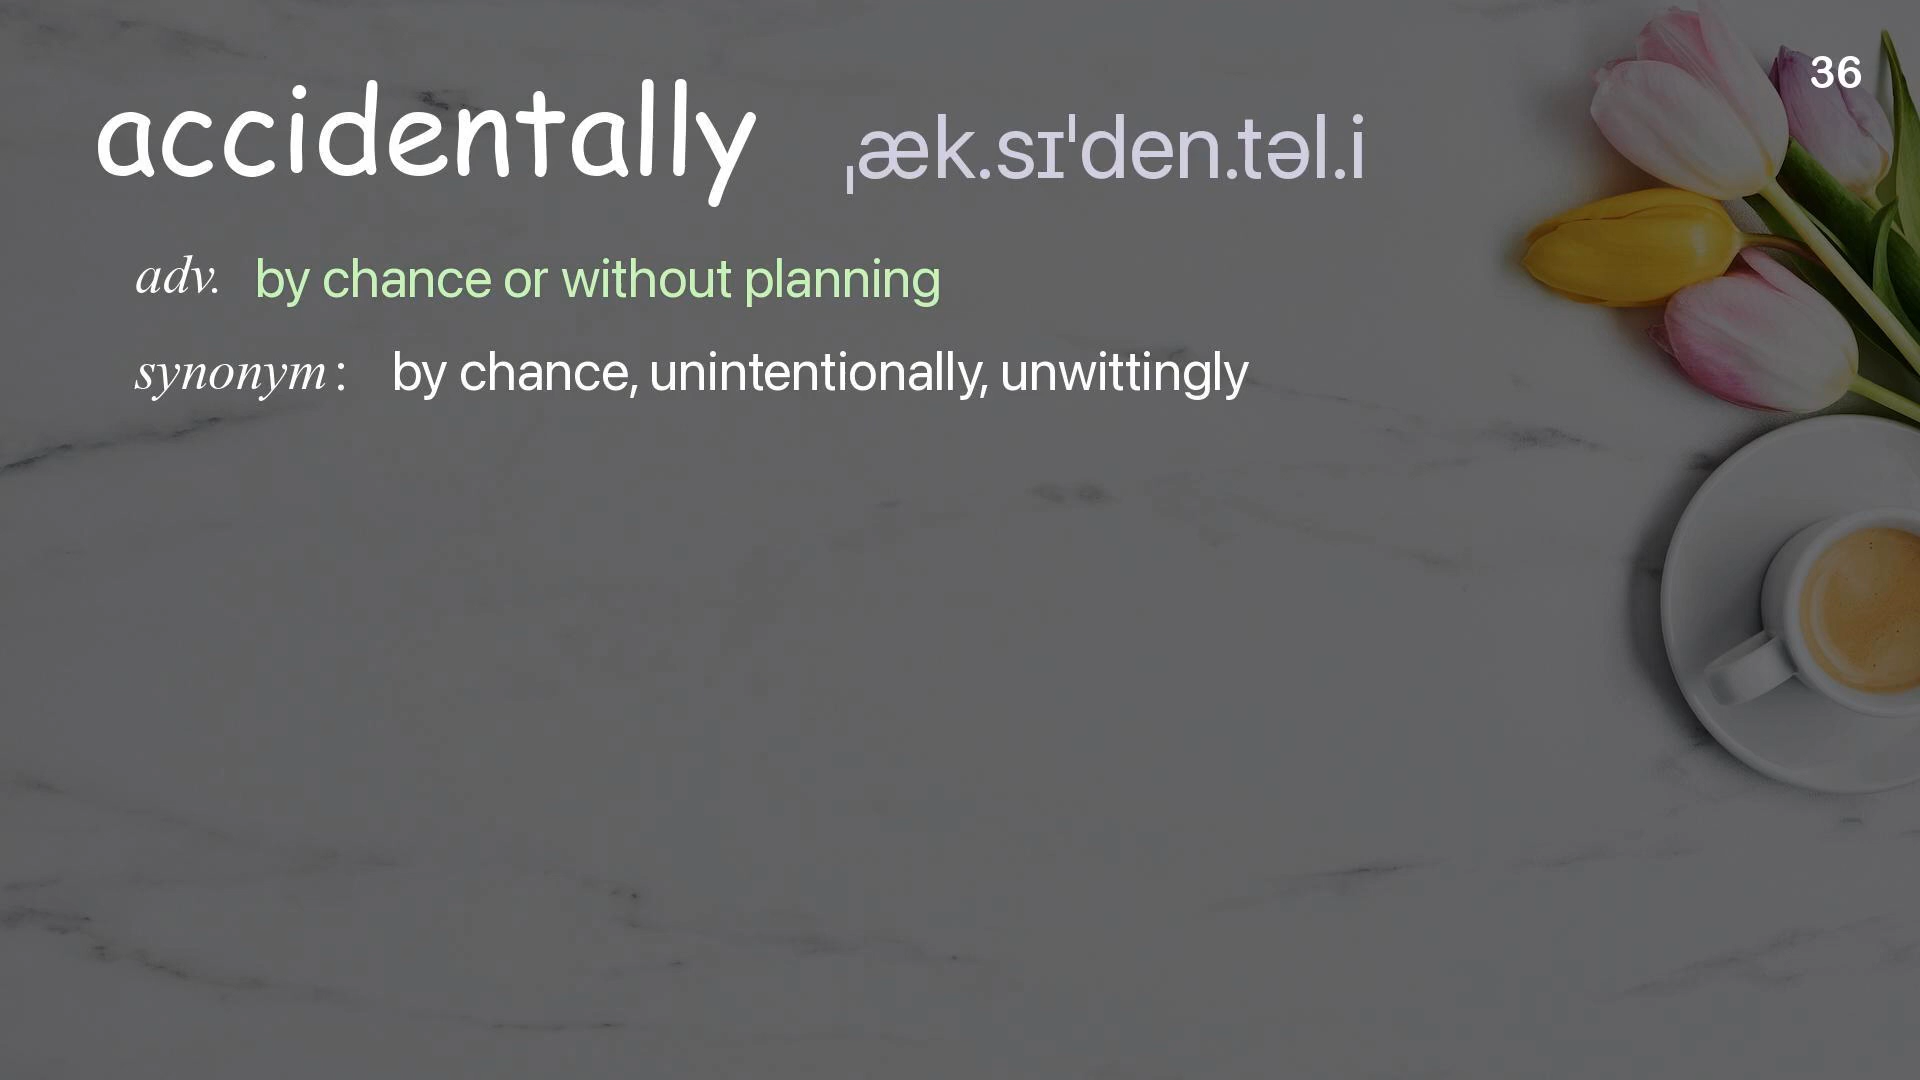 36
accidentally ˌæk.sɪˈden.təl.i
adv. by chance or without planning
synonym : by chance, unintentionally, unwittingly